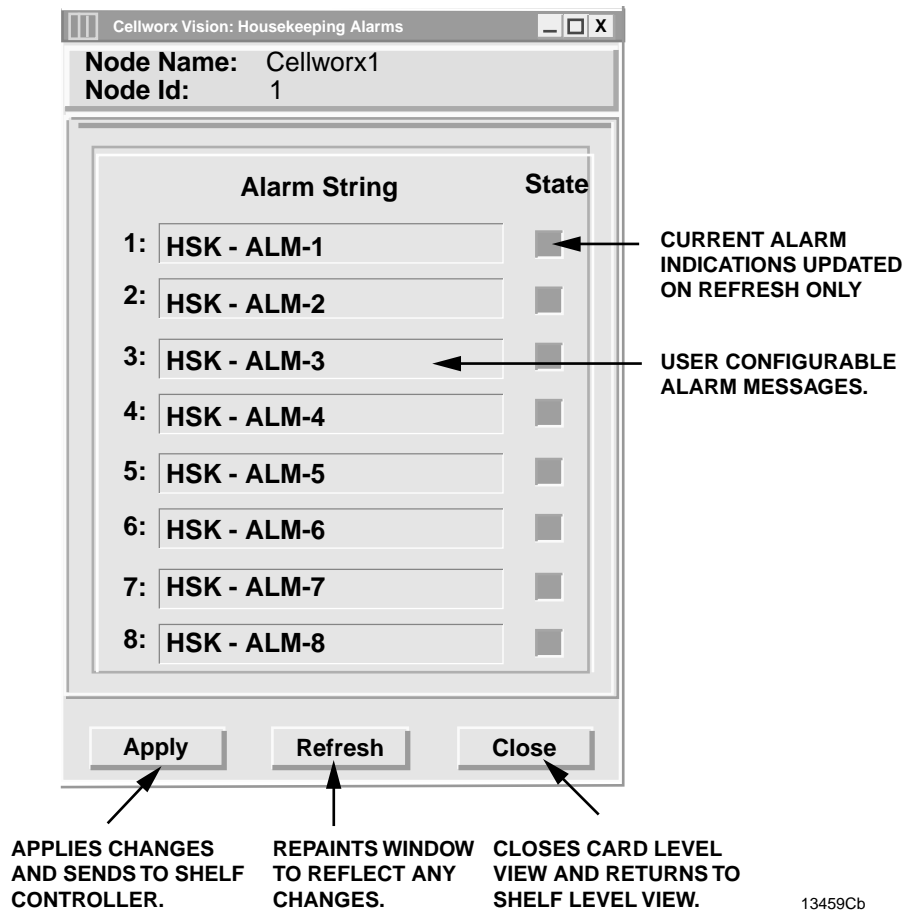 Cellworx Vision: Housekeeping Alarms
X
Node Name: Cellworx1
Node Id: 1
Alarm String State
1: HSK - ALM-1
2: HSK - ALM-2
3: HSK - ALM-3
4: HSK - ALM-4
5: HSK - ALM-5
6: HSK - ALM-6
7: HSK - ALM-7
8: HSK - ALM-8
CURRENT ALARM
INDICATIONS UPDATED
ON REFRESH ONLY
USER CONFIGURABLE
ALARM MESSAGES.
Apply Refresh Close
APPLIES CHANGES
AND SENDS TO SHELF
CONTROLLER.
REPAINTS WINDOW
TO REFLECT ANY
CHANGES.
CLOSES CARD LEVEL
VIEW AND RETURNS TO
SHELF LEVEL VIEW.
13459Cb